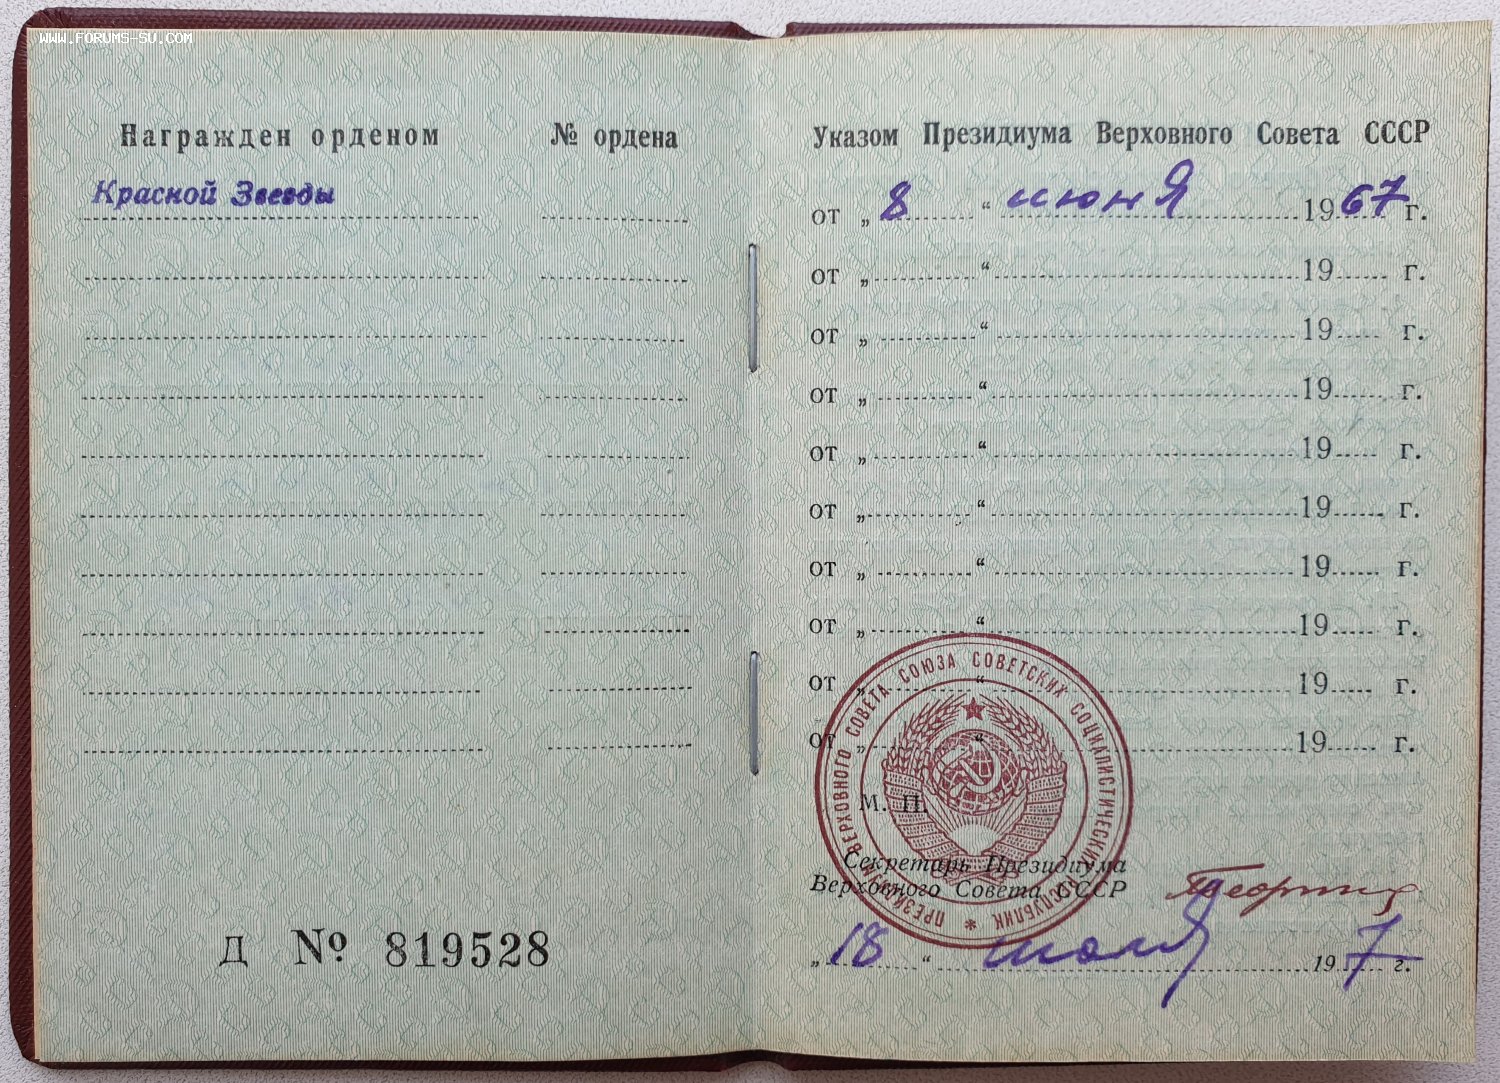 WWW.FORUMS-SU.COM
Награжден орденом № ордена
Красной Звезды
Д № 819528
Указом Президиума Верховного Совета СССР
от „ 8 “ июня 1967 г.
от „ “ 19 г.
от „ “ 19 г.
от „ “ 19 г.
от „ “ 19 г.
от „ “ 19 г.
от „ “ 19 г.
от „ “ 19 г.
от „ “ 19 г.
от „ “ 19 г.
ПРЕЗИДИУМ ВЕРХОВНОГО СОВЕТА СОЮЗА СОВЕТСКИХ СОЦИАЛИСТИЧЕСКИХ РЕСПУБЛИК *
М. П.
Секретарь Президиума
Верховного Совета СССР
„ 18 “ июля 197 г.